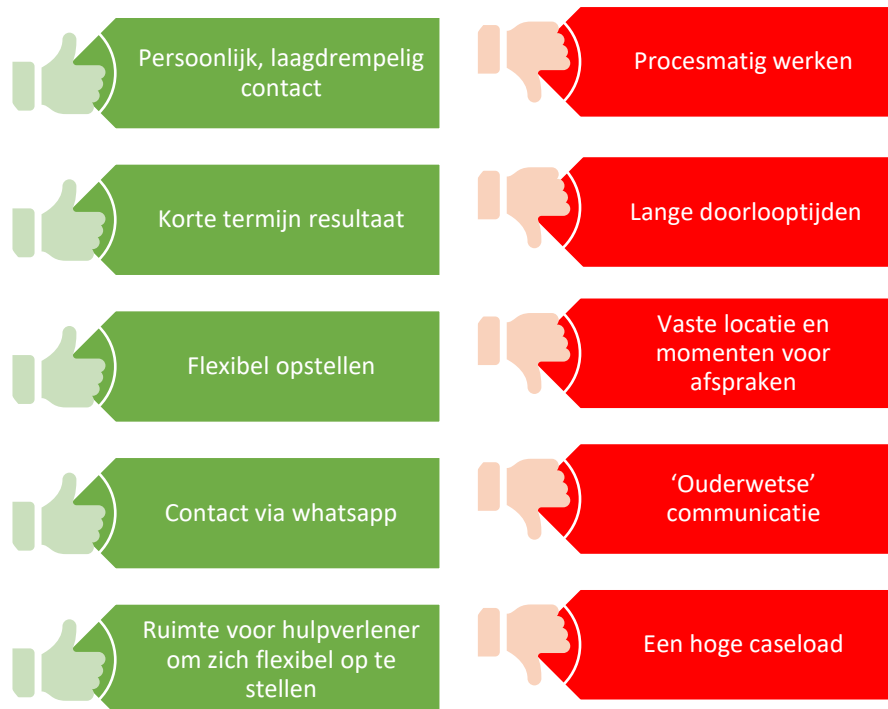 Persoonlijk, laagdrempelig
contact
Korte termijn resultaat
Flexibel opstellen
Contact via whatsapp
Ruimte voor hulpverlener
om zich flexibel op te
stellen
Procesmatig werken
Lange doorlooptijden
Vaste locatie en
momenten voor
afspraken
‘Ouderwetse’
communicatie
Een hoge caseload